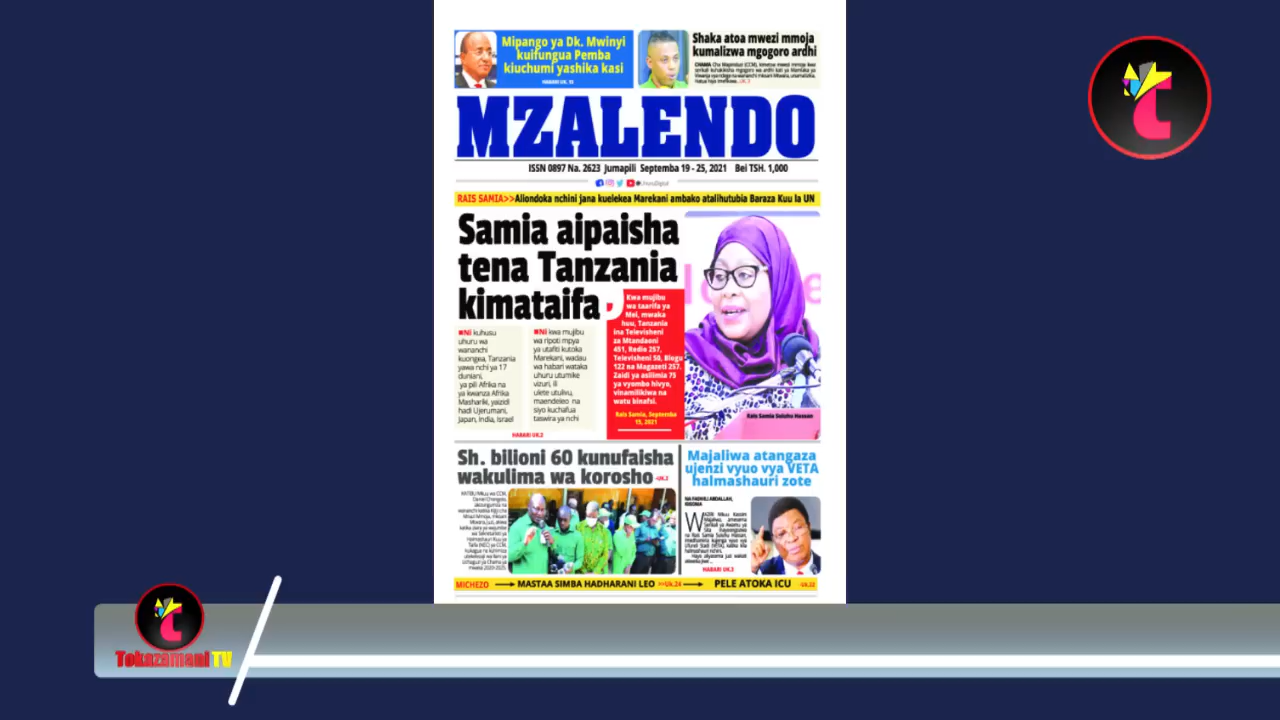 Mipango ya Dk. Mwinyi
kuifungua Pemba
kiuchumi yashika kasi
HABARI UK. 15
Shaka atoa mwezi mmoja
kumalizwa mgogoro ardhi
MZALENDO
ISSN 0897 Na. 2623 Jumapili Septemba 19 - 25, 2021 Bei TSH. 1,000
RAIS SAMIA>>Aliondoka nchini jana kuelekea Marekani ambako atalihutubia Baraza Kuu la UN
Samia aipaisha
tena Tanzania
kimataifa
Ni kuhusu
uhuru wa
wananchi
kuongea, Tanzania
yawa nchi ya 17
duniani,
ya pili Afrika na
ya kwanza Afrika
Mashariki, yaizidi
hadi Ujerumani,
Japan, India, Israel
Ni kwa mujibu
wa ripoti mpya
ya utafiti kutoka
Marekani, wadau
wa habari wataka
uhuru utumike
vizuri, ili
ulete utulivu,
maendeleo na
siyo kuchafua
taswira ya nchi
HABARI UK.2
Kwa mujibu
wa taarifa ya
Mei, mwaka
huu, Tanzania
ina Televisheni
za Mtandaoni
451, Redio 257,
Televisheni 50, Blogu
122 na Magazeti 257.
Zaidi ya asilimia 75
ya vyombo hivyo,
vinamilikiwa na
watu binafsi.
Rais Samia, Septemba
15, 2021
Rais Samia Suluhu Hassan
Sh. bilioni 60 kunufaisha
wakulima wa korosho
Majaliwa atangaza
ujenzi vyuo vya VETA
halmashauri zote
NA FADHILI ABDALLAH,
KIGOMA
HABARI UK.3
MICHEZO MASTAA SIMBA HADHARANI LEO >>Uk.24 PELE ATOKA ICU
t
t
Tokazamani TV